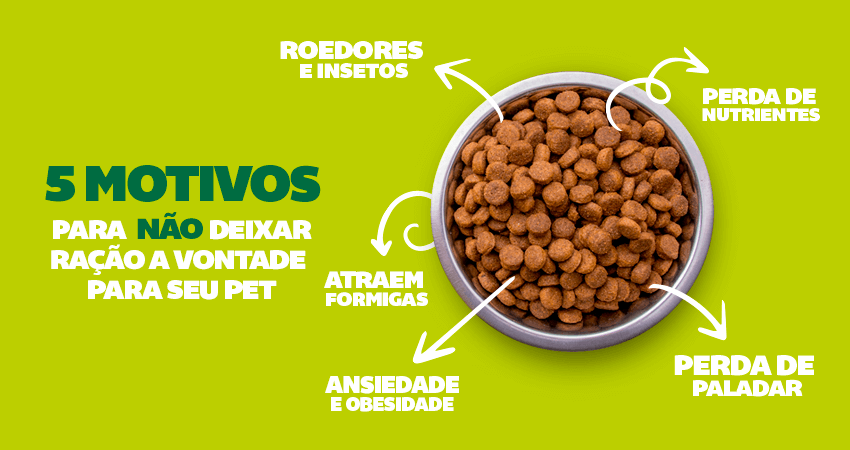 5 MOTIVOS
PARA NÃO DEIXAR
RAÇÃO A VONTADE
PARA SEU PET
ROEDORES
E INSETOS
PERDA DE
NUTRIENTES
ATRAEM
FORMIGAS
ANSIEDADE
E OBESIDADE
PERDA DE
PALADAR